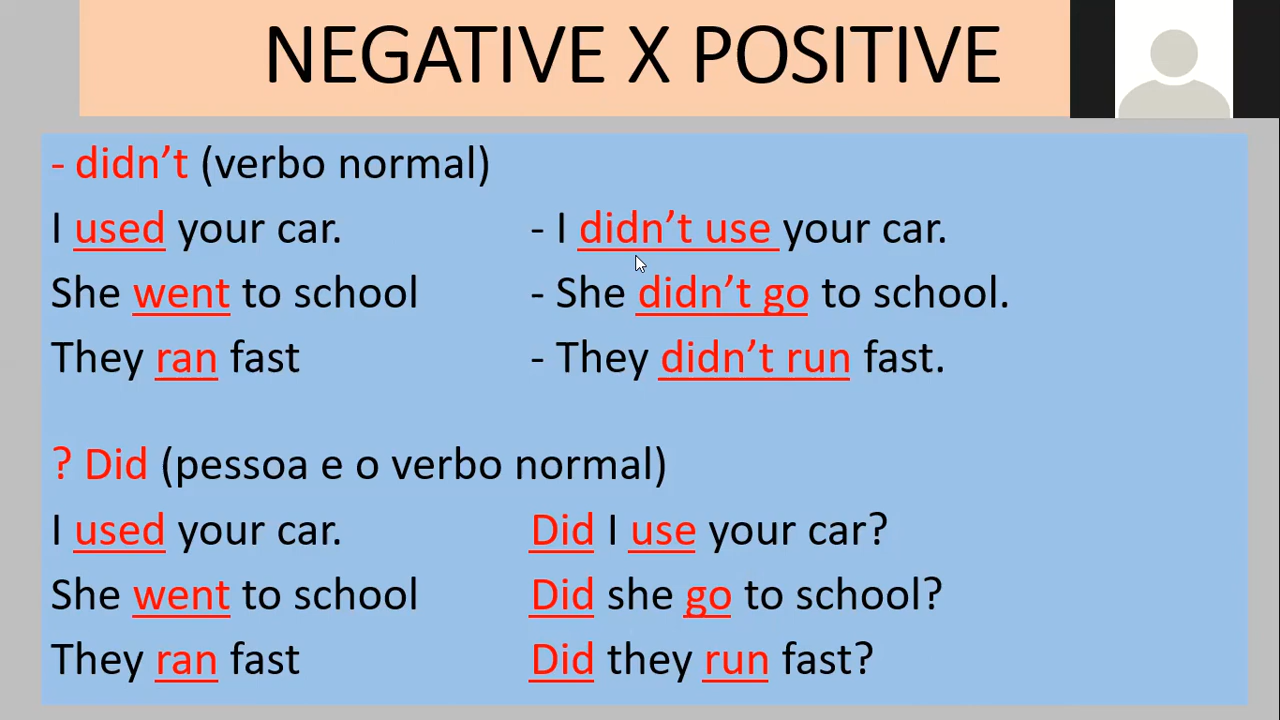 NEGATIVE X POSITIVE
- didn’t (verbo normal)
I used your car. - I didn’t use your car.
She went to school - She didn’t go to school.
They ran fast - They didn’t run fast.
? Did (pessoa e o verbo normal)
I used your car. Did I use your car?
She went to school Did she go to school?
They ran fast Did they run fast?